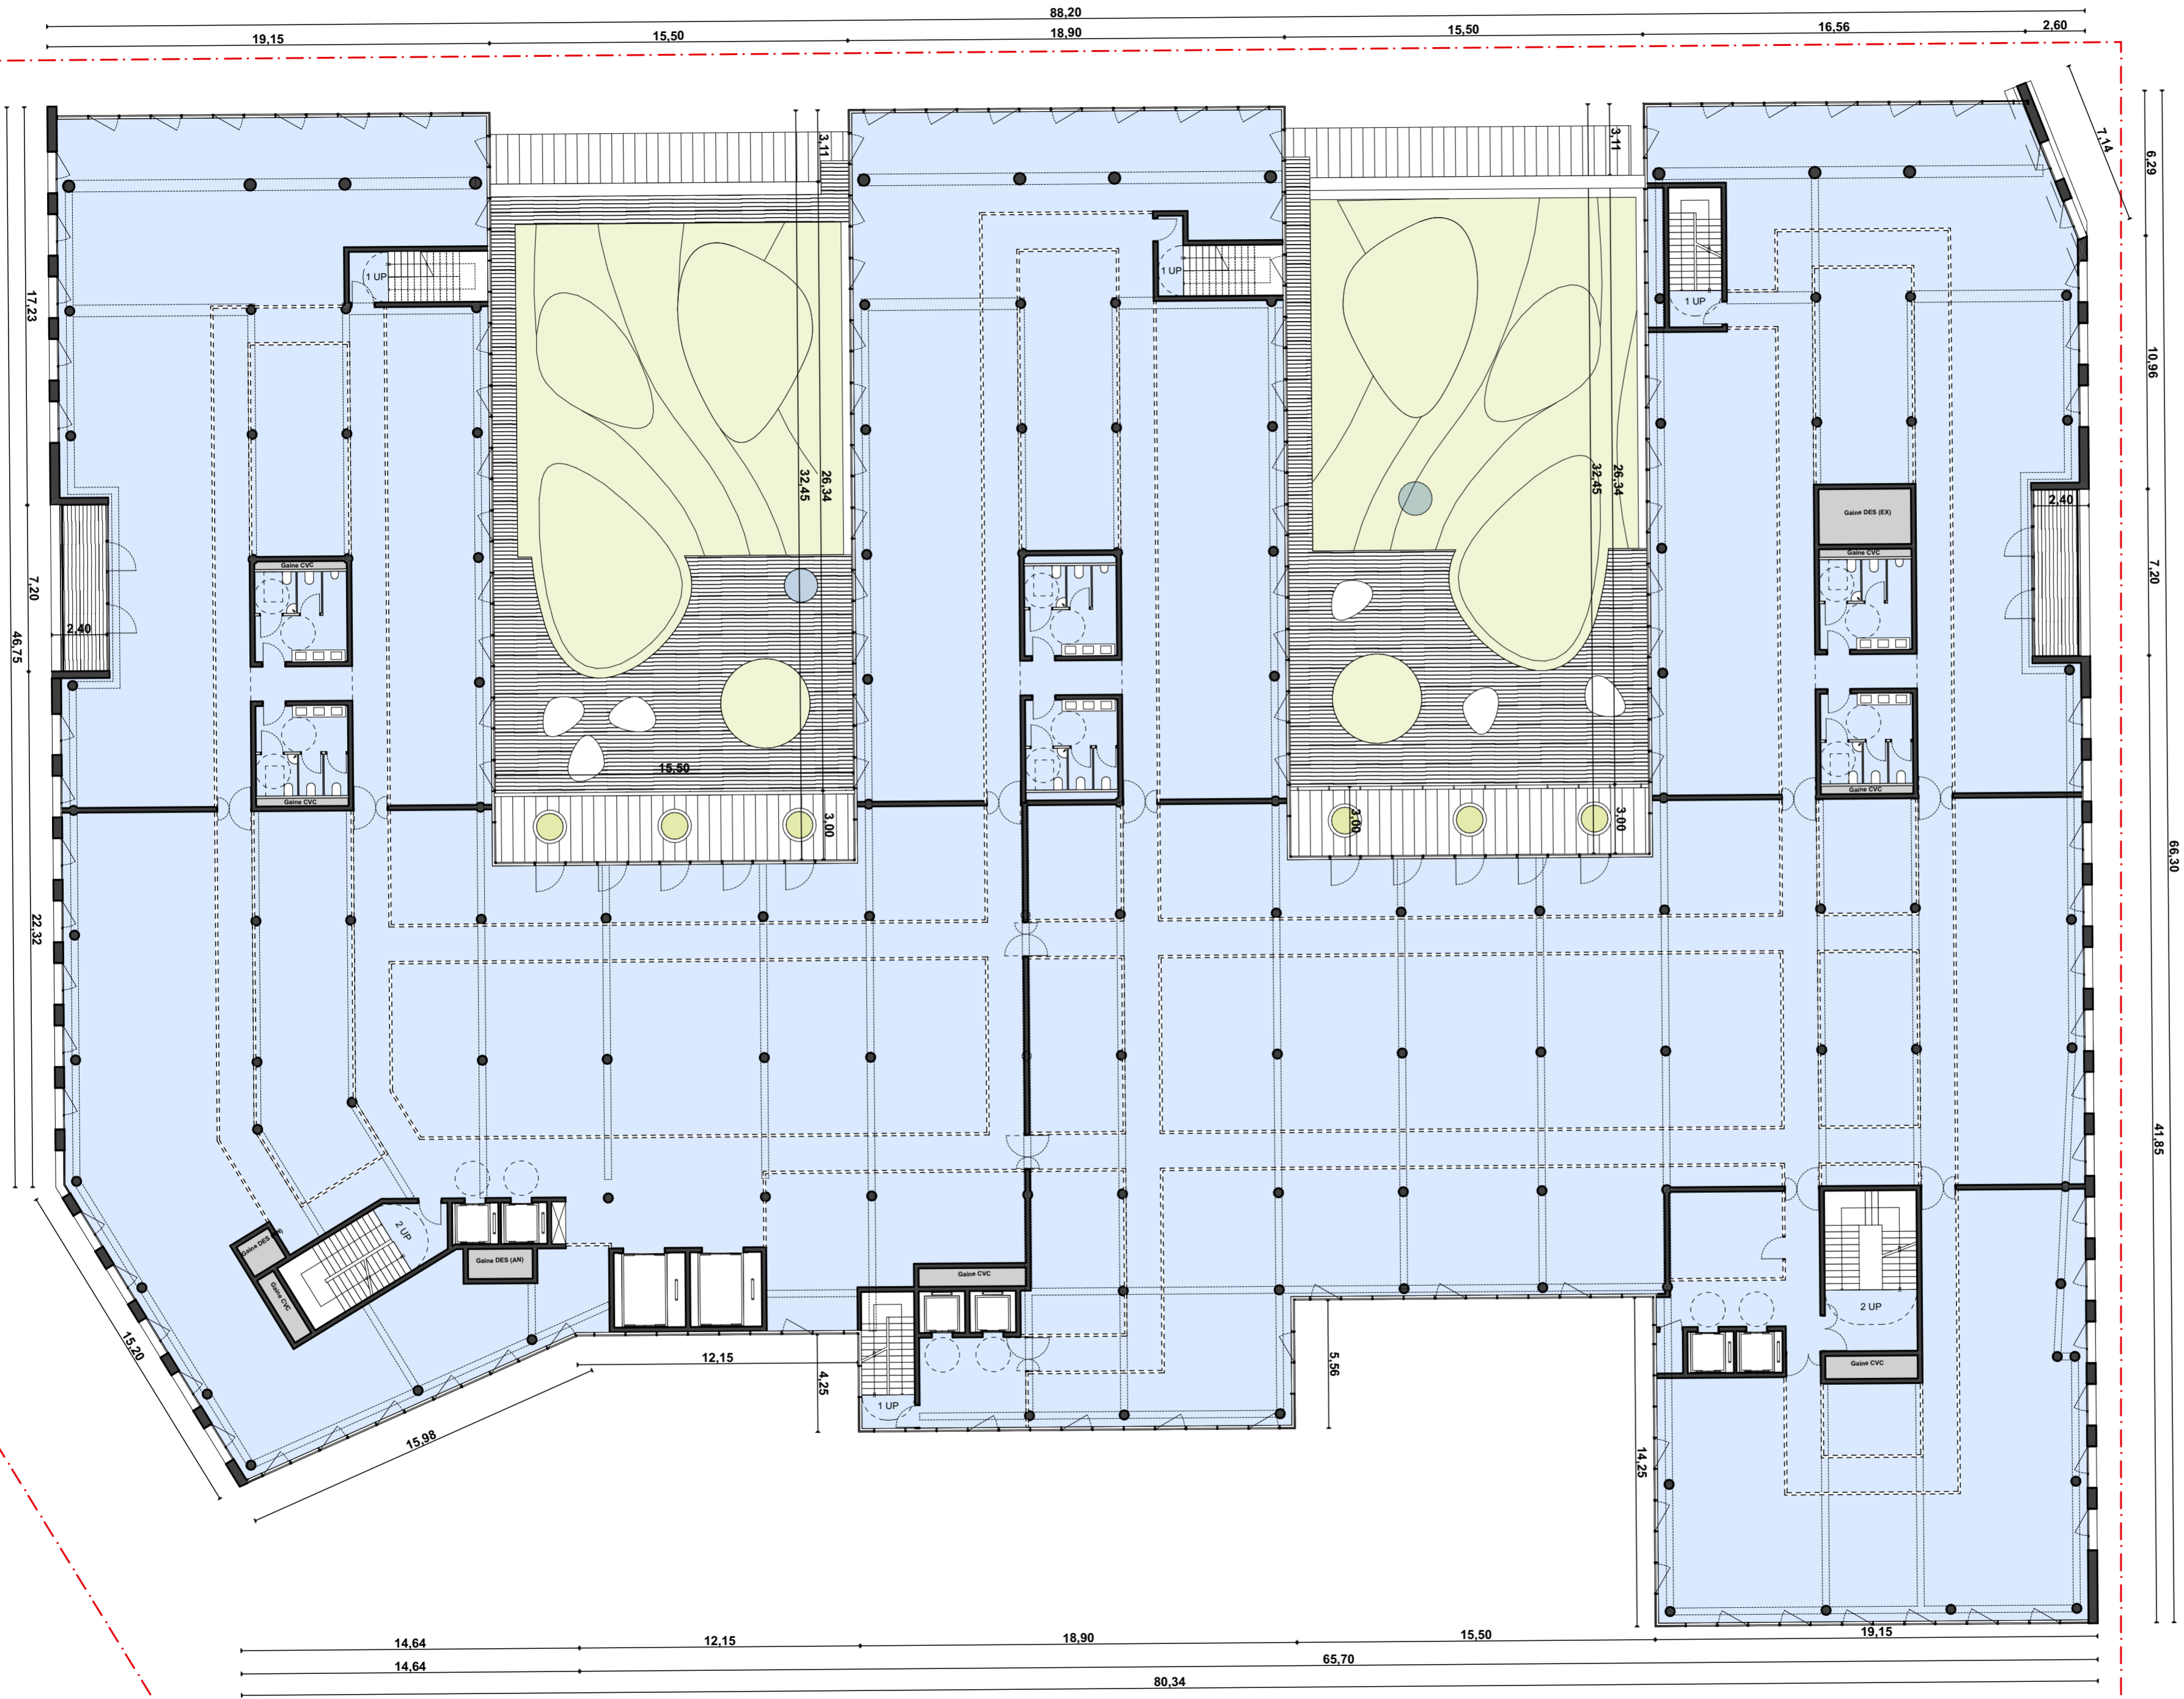 88,20
19,15
15,50
18,90
15,50
16,56
2,60
7,14
6,29
3,11
3,11
1 UP
1 UP
1 UP
17,23
10,96
32,45
26,34
32,45
26,34
2,40
Gaine DES (EX)
Gaine CVC
Gaine CVC
7,20
7,20
2,40
46,75
15,50
Gaine CVC
Gaine CVC
3,00
3,00
3,00
66,30
22,32
41,85
2 UP
Gaine DES
Gaine DES (AN)
Gaine CVC
Gaine CVC
2 UP
15,20
12,15
4,25
5,56
Gaine CVC
1 UP
15,98
14,25
14,64
12,15
18,90
15,50
19,15
14,64
65,70
80,34